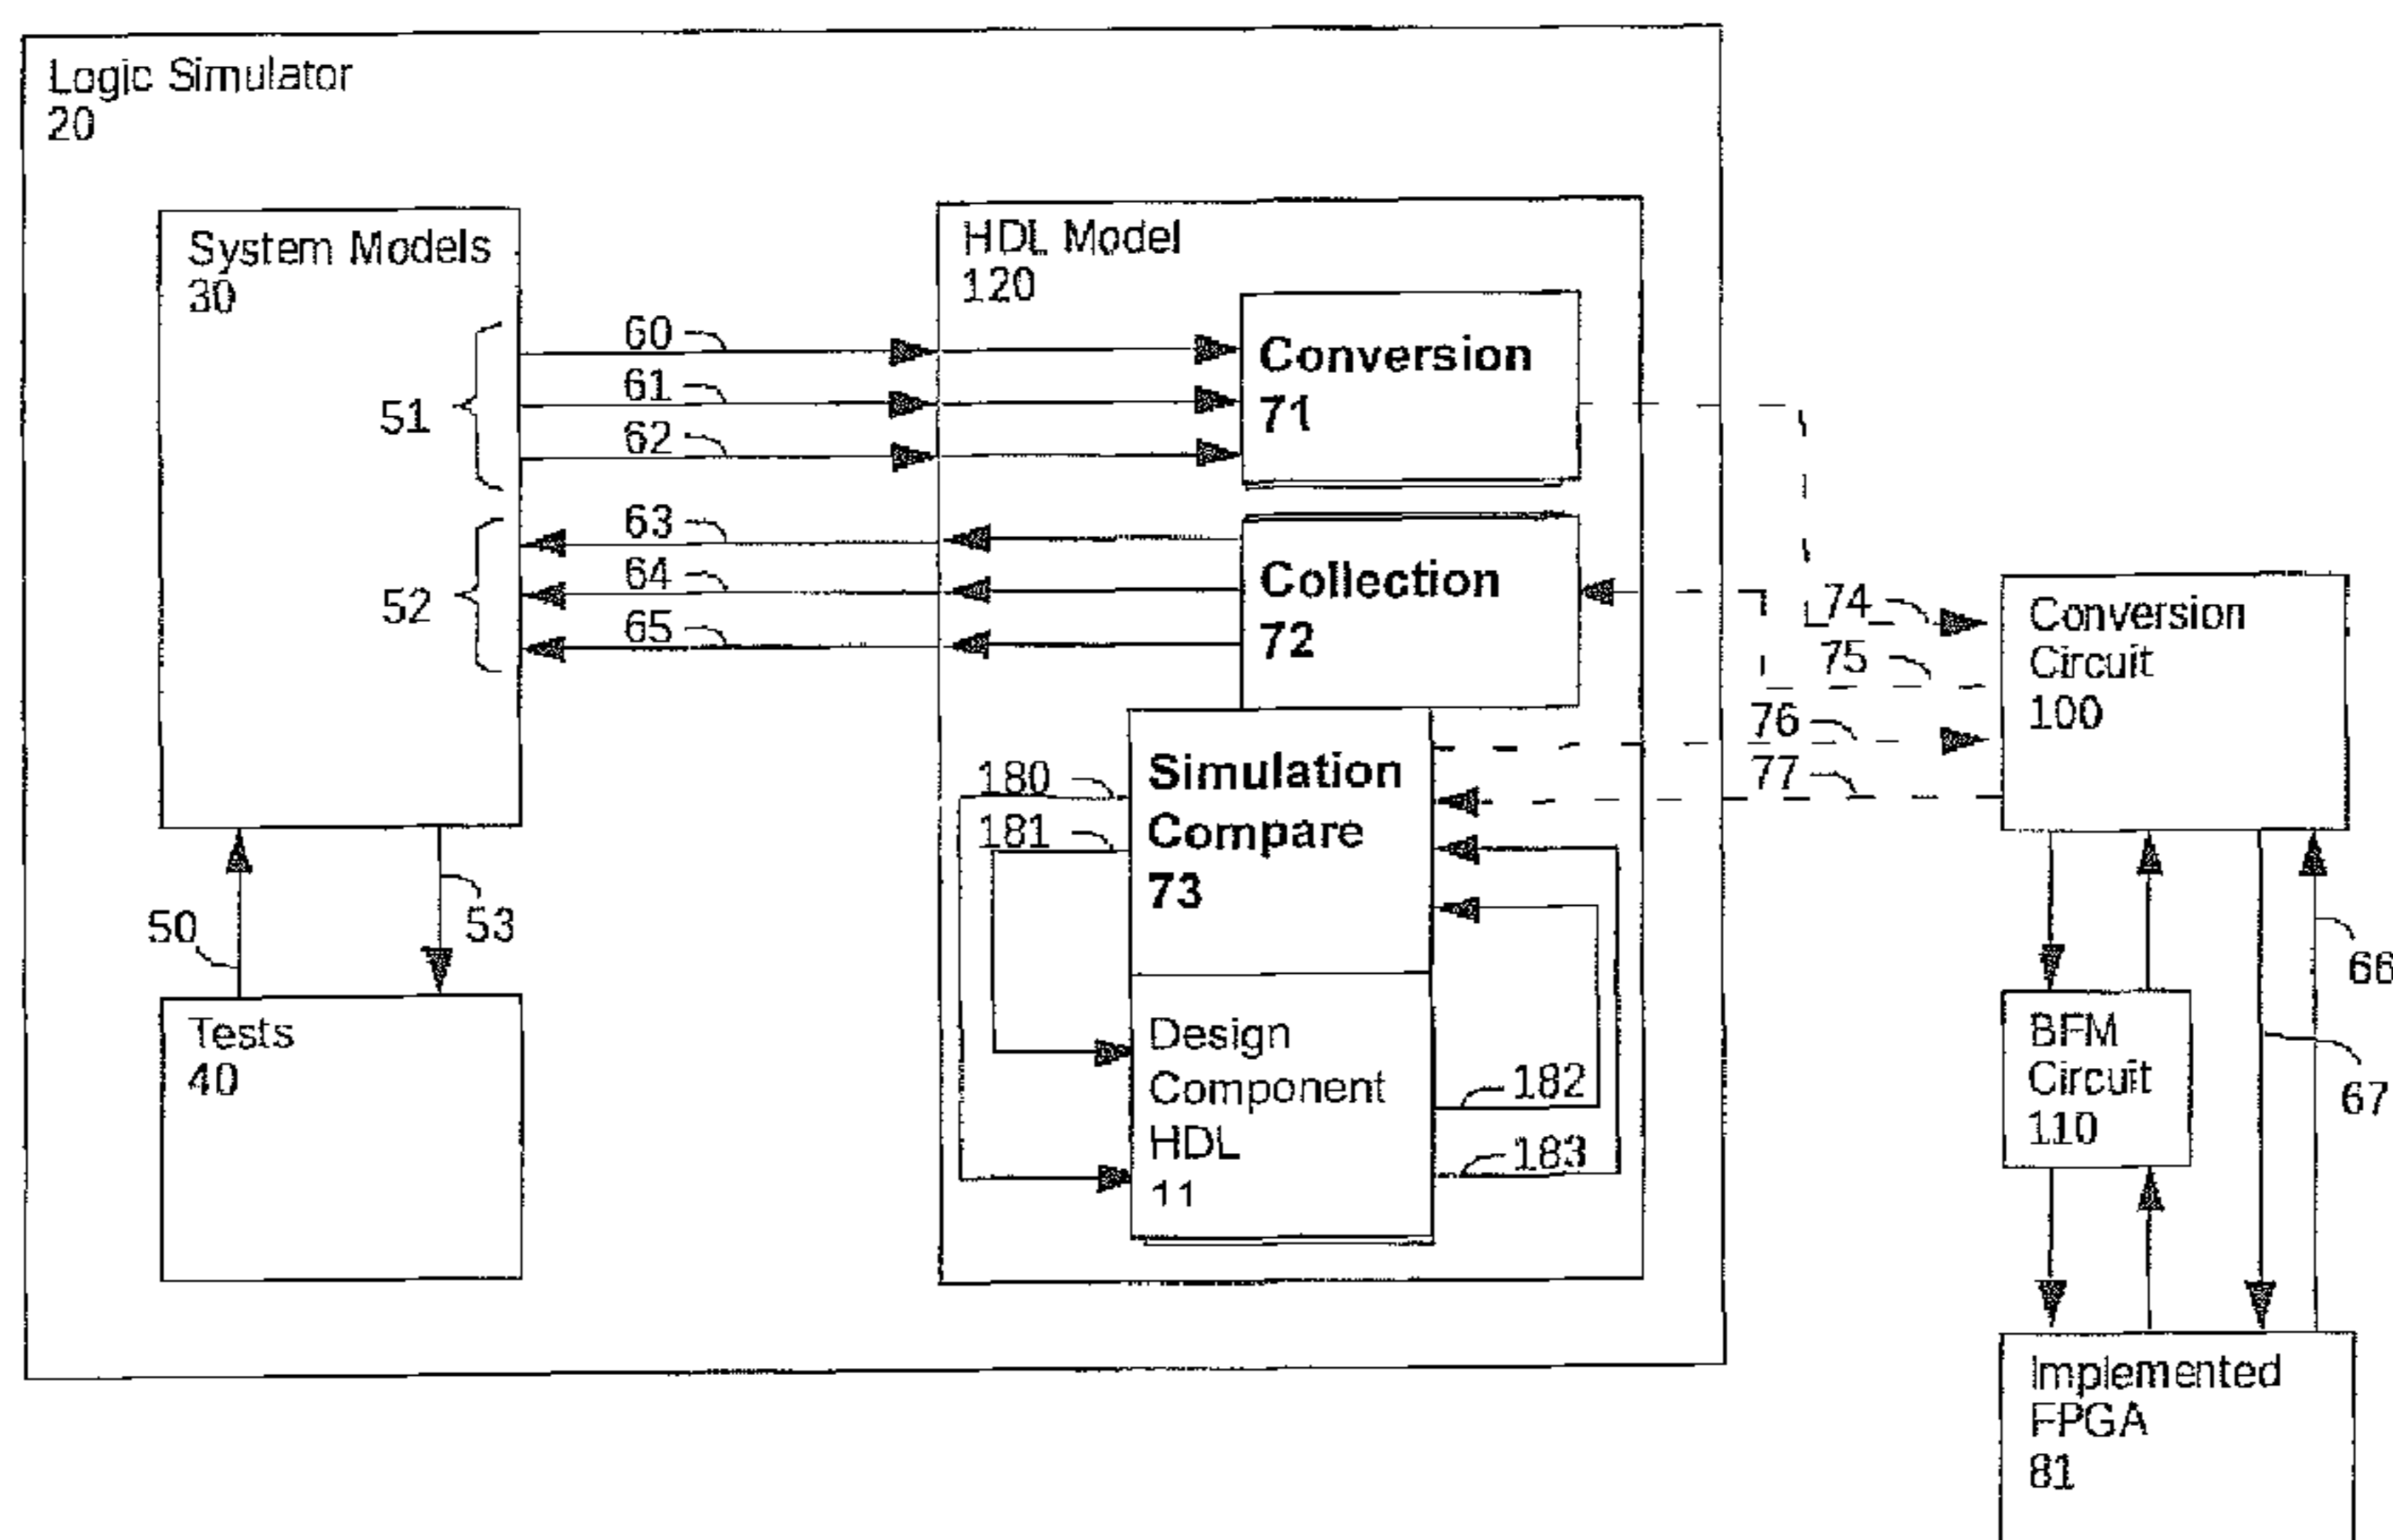 Logic Simulator
20
System Models
30
HDL Model
120
60
61
62
51
Conversion
71
63
64
65
52
Collection
72
74
75
76
77
Conversion
Circuit
100
180
181
Simulation
Compare
73
50
53
66
67
Tests
40
Design
Component
HDL
11
182
183
BFM
Circuit
110
Implemented
FPGA
81